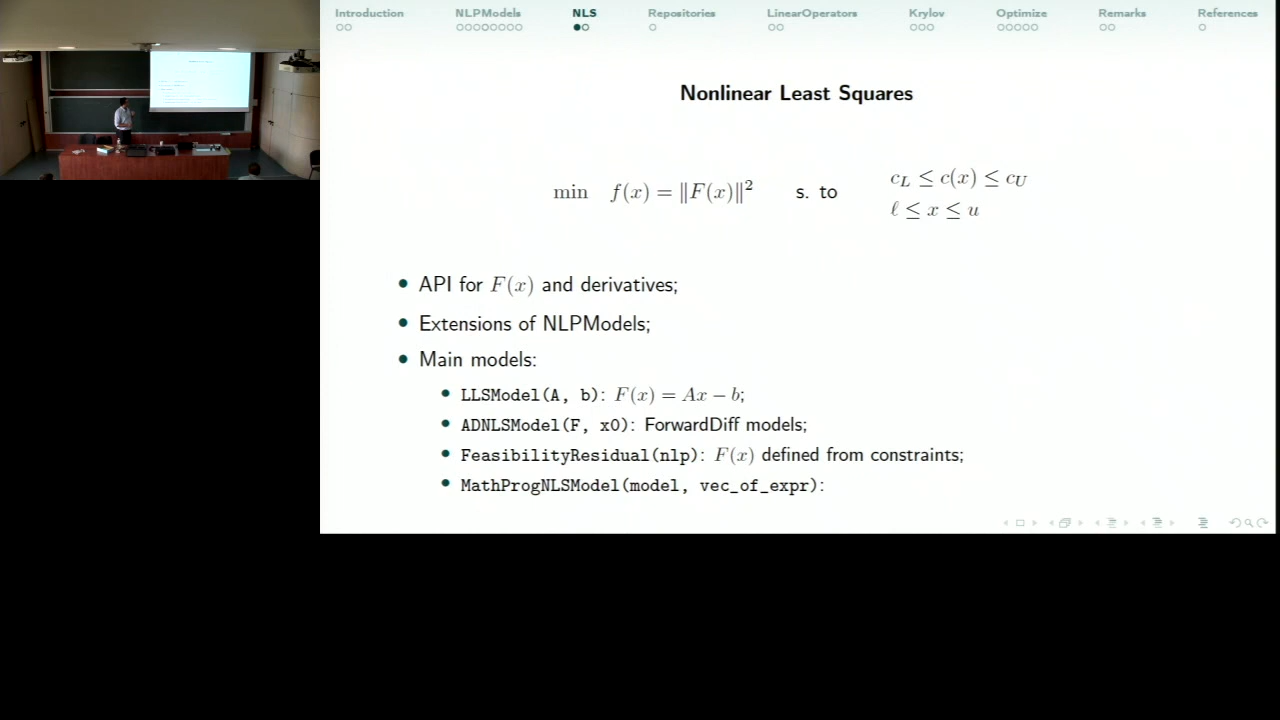 Introduction NLPModels NLS Repositories LinearOperators Krylov Optimize Remarks References
Nonlinear Least Squares
min f(x) = ‖F(x)‖² s. to c_L ≤ c(x) ≤ c_U
ℓ ≤ x ≤ u
• API for F(x) and derivatives;
• Extensions of NLPModels;
• Main models:
• LLSModel(A, b): F(x) = Ax − b;
• ADNLSModel(F, x0): ForwardDiff models;
• FeasibilityResidual(nlp): F(x) defined from constraints;
• MathProgNLSModel(model, vec_of_expr):